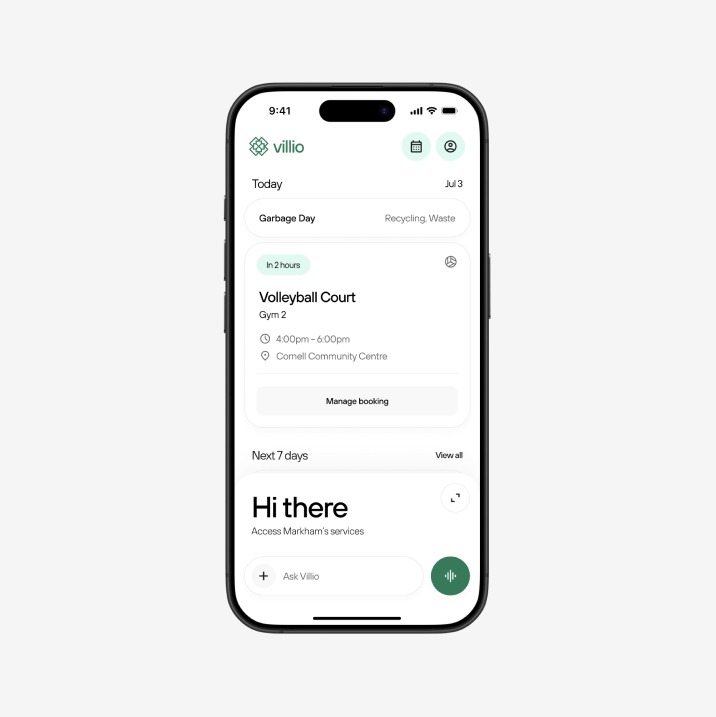 9:41
villio
Today
Jul 3
Garbage Day
Recycling, Waste
In 2 hours
Volleyball Court
Gym 2
4:00pm – 6:00pm
Cornell Community Centre
Manage booking
Next 7 days
View all
Hi there
Access Markham's services
Ask Villio